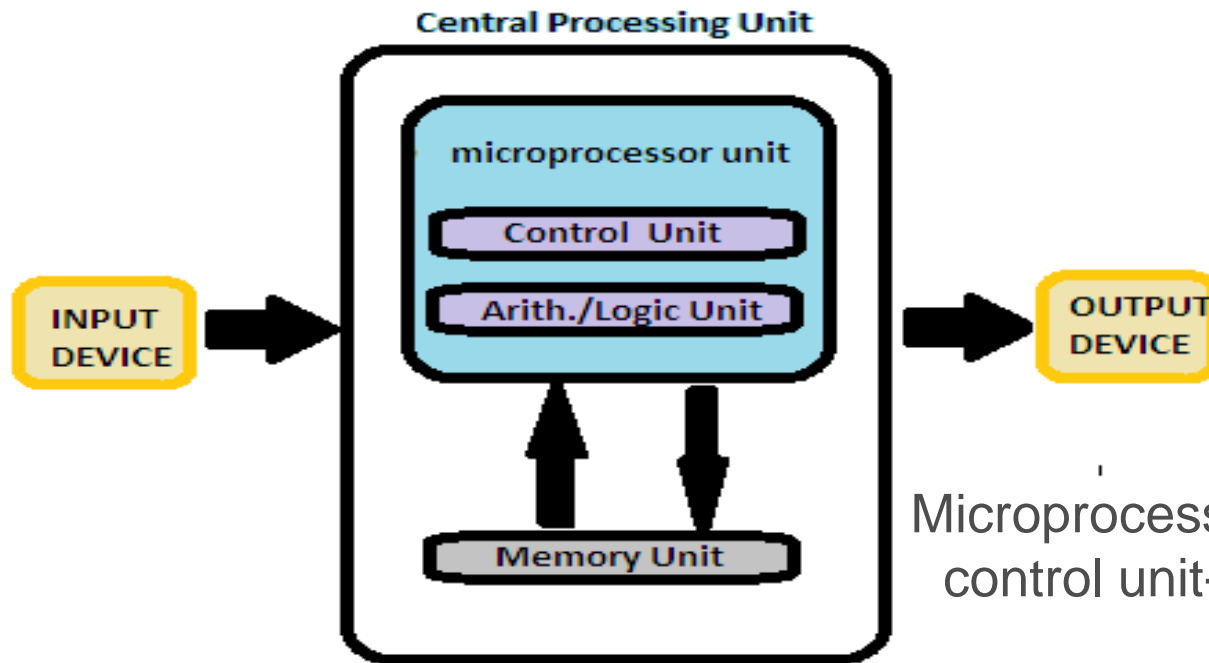 Central Processing Unit
microprocessor unit
Control Unit
Arith./Logic Unit
INPUT
DEVICE
OUTPUT
DEVICE
Memory Unit
Microprocess
control unit-